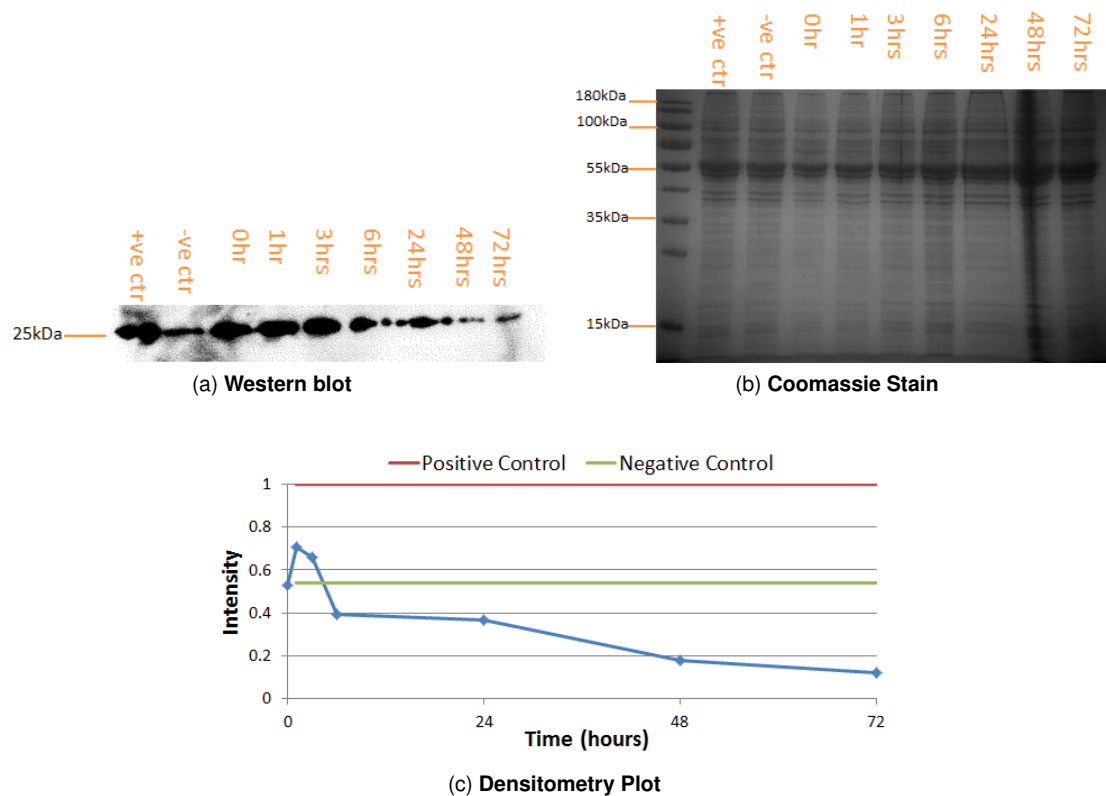 +ve ctr
-ve ctr
0hr
1hr
3hrs
6hrs
24hrs
48hrs
72hrs
25kDa
(a) Western blot
+ve ctr
-ve ctr
0hr
1hr
3hrs
6hrs
24hrs
48hrs
72hrs
180kDa
100kDa
55kDa
35kDa
15kDa
(b) Coomassie Stain
Positive Control
Negative Control
1
0.8
0.6
0.4
0.2
0
Intensity
0
24
48
72
Time (hours)
(c) Densitometry Plot